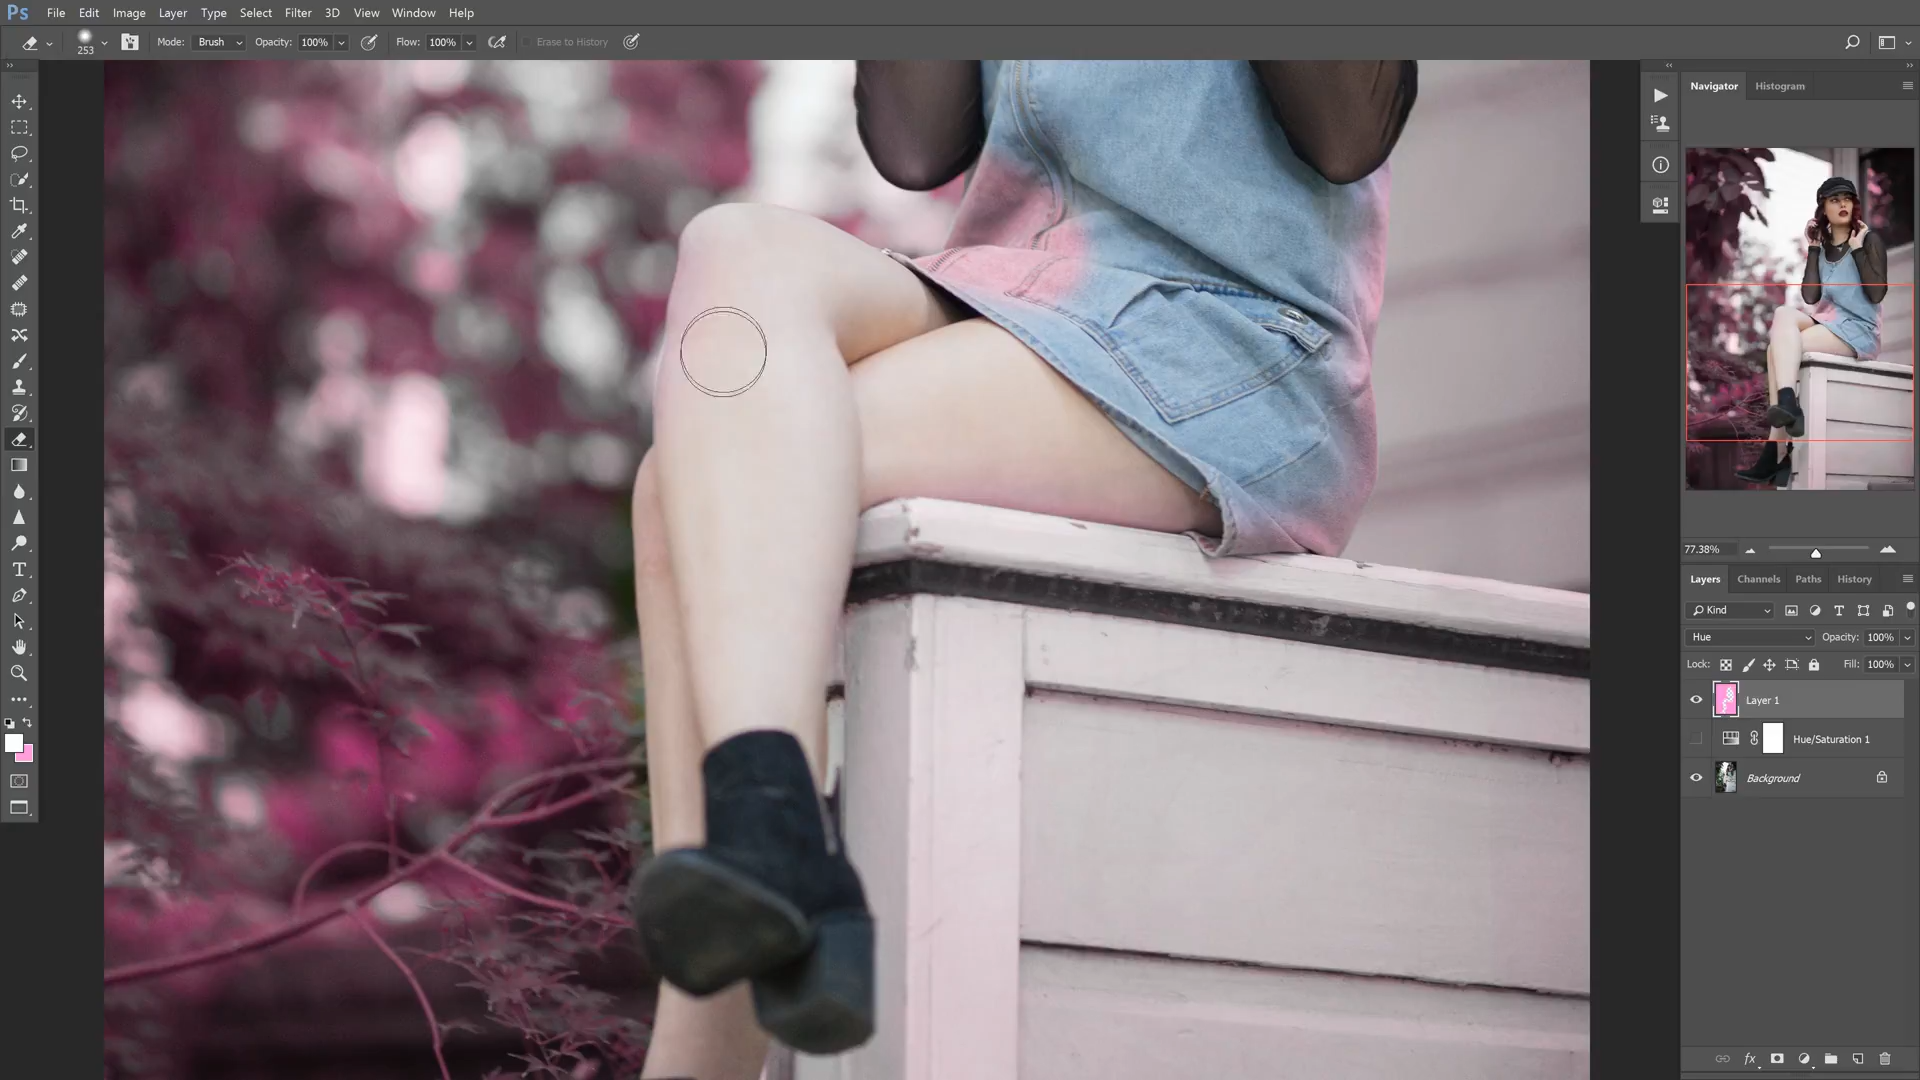 Ps File Edit Image Layer Type Select Filter 3D View Window Help
253 Mode: Brush Opacity: 100% Flow: 100% Erase to History
Navigator Histogram
77.38%
Layers Channels Paths History
Kind
Hue Opacity: 100%
Lock: Fill: 100%
Layer 1
Hue/Saturation 1
Background
fx